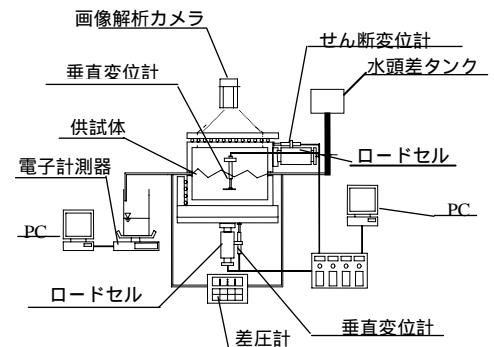 画像解析カメラ
せん断変位計
垂直変位計
水頭差タンク
供試体
ロードセル
電子計測器
PC
PC
ロードセル
垂直変位計
差圧計